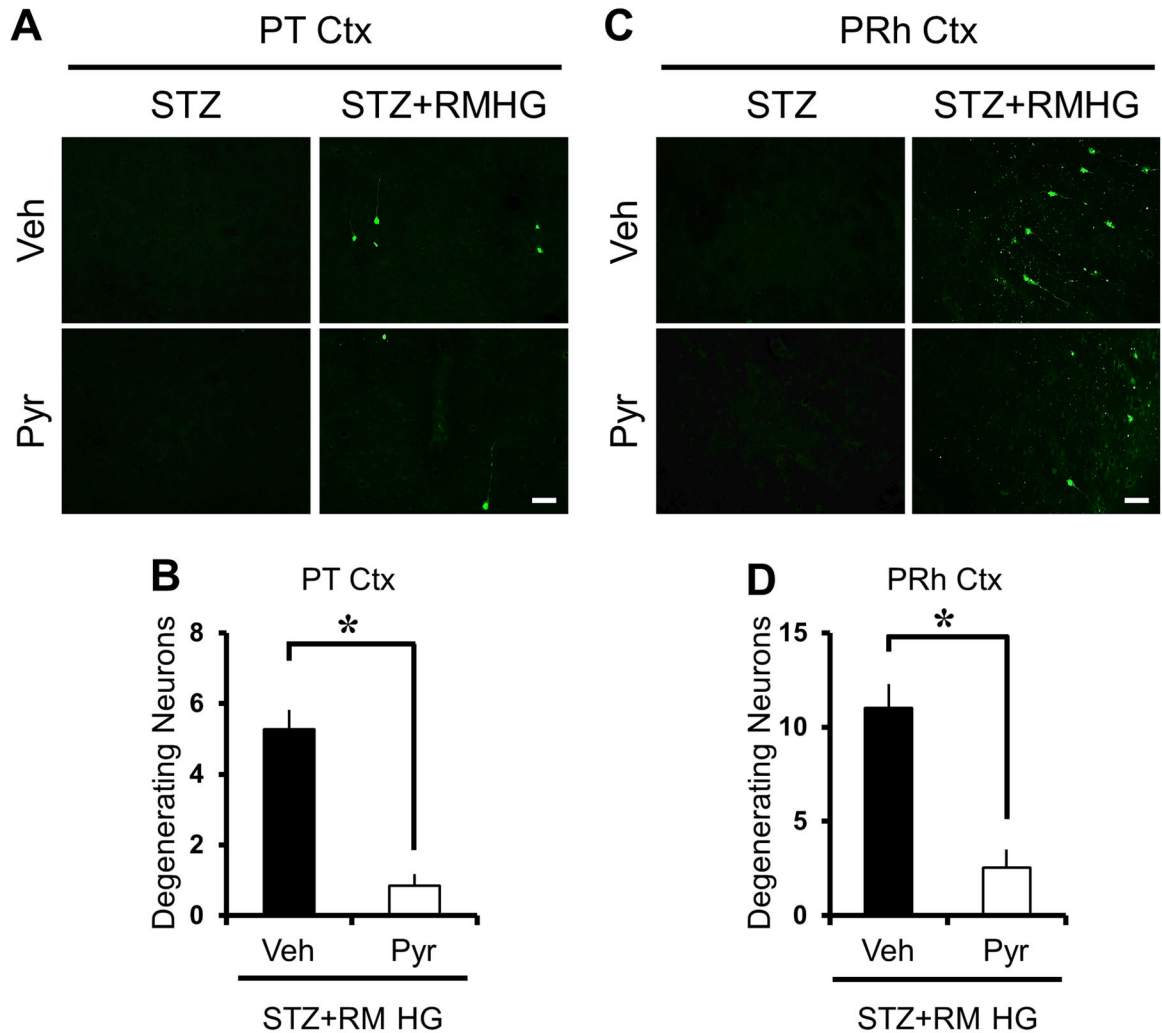 A
PT Ctx
STZ
STZ+RMHG
Veh
Pyr
C
PRh Ctx
STZ
STZ+RMHG
Veh
Pyr
B
PT Ctx
*
Degenerating Neurons
8
6
4
2
0
Veh
Pyr
STZ+RM HG
D
PRh Ctx
*
Degenerating Neurons
15
10
5
0
Veh
Pyr
STZ+RM HG